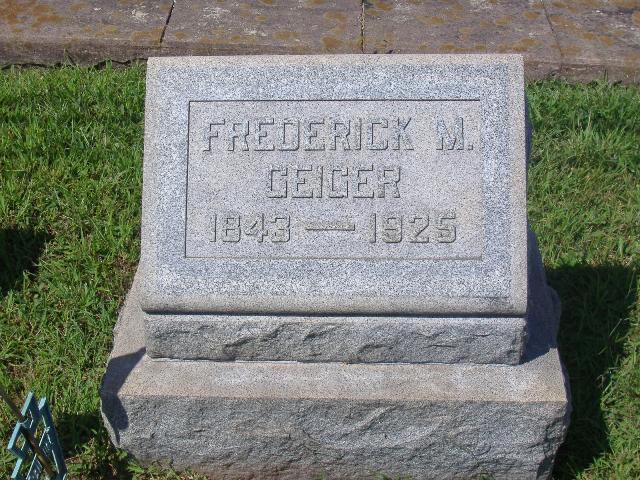 FREDERICK M.
GEIGER
1843 — 1925